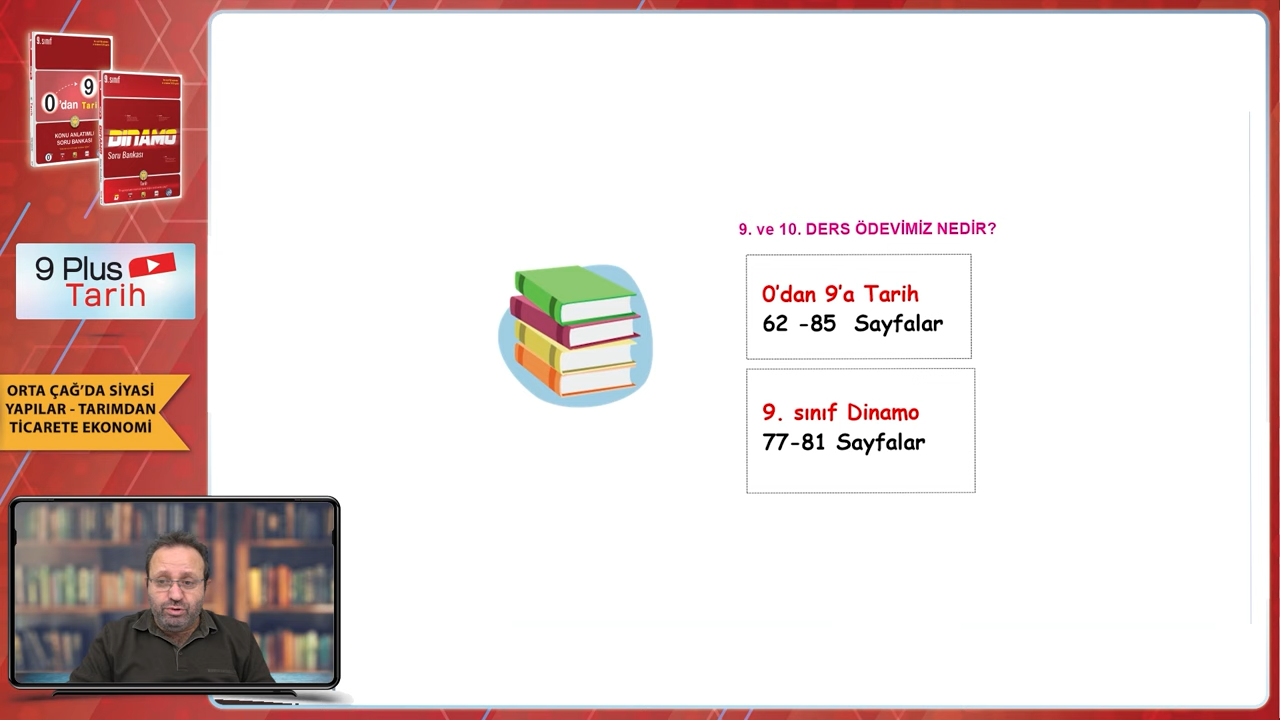 9. sınıf
0'dan 9
Tarih
KONU ANLATIMLI
SORU BANKASI
9.sınıf
DİNAMO
Soru Bankası
Tarih
9 Plus
Tarih
ORTA ÇAĞ'DA SİYASİ
YAPILAR - TARIMDAN
TİCARETE EKONOMİ
9. ve 10. DERS ÖDEVİMİZ NEDİR?
0'dan 9'a Tarih
62 -85 Sayfalar
9. sınıf Dinamo
77-81 Sayfalar